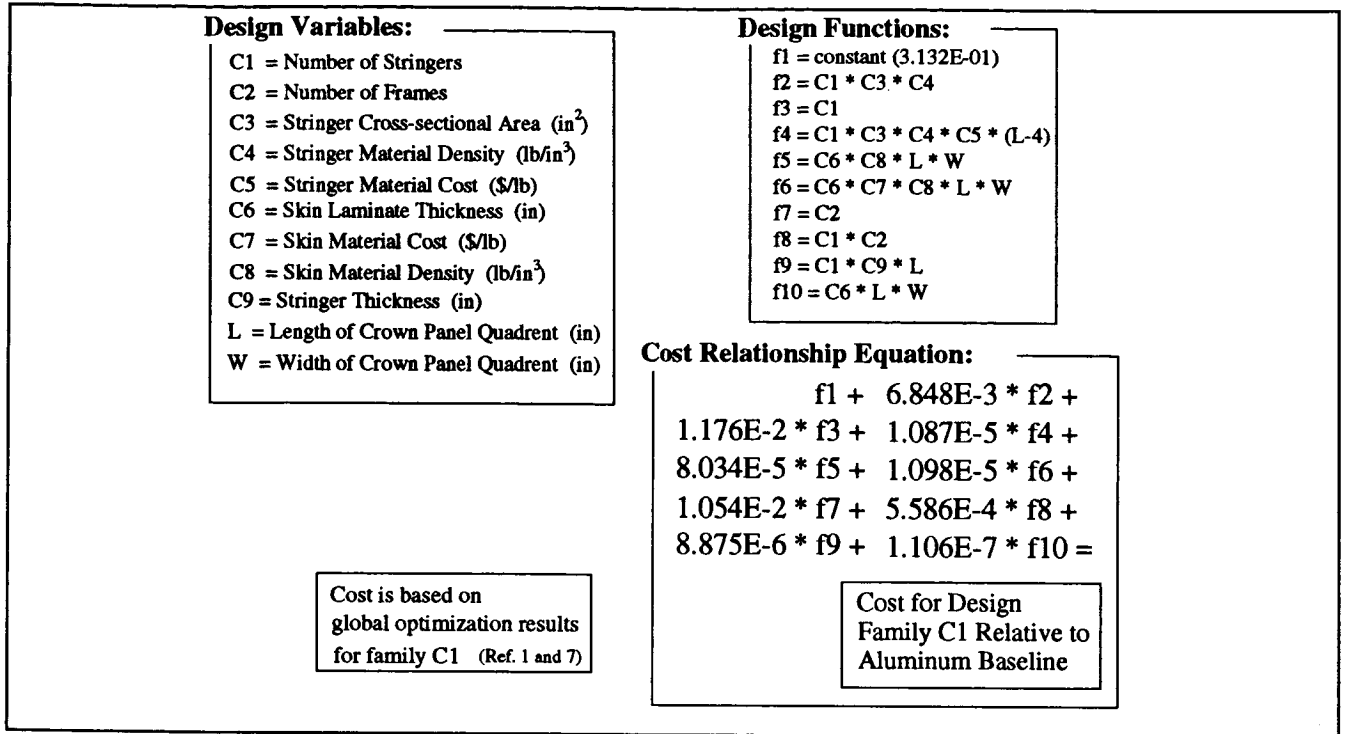 Design Variables:
C1 = Number of Stringers
C2 = Number of Frames
C3 = Stringer Cross-sectional Area (in²)
C4 = Stringer Material Density (lb/in³)
C5 = Stringer Material Cost ($/lb)
C6 = Skin Laminate Thickness (in)
C7 = Skin Material Cost ($/lb)
C8 = Skin Material Density (lb/in³)
C9 = Stringer Thickness (in)
L = Length of Crown Panel Quadrent (in)
W = Width of Crown Panel Quadrent (in)
Design Functions:
f1 = constant (3.132E-01)
f2 = C1 * C3 * C4
f3 = C1
f4 = C1 * C3 * C4 * C5 * (L-4)
f5 = C6 * C8 * L * W
f6 = C6 * C7 * C8 * L * W
f7 = C2
f8 = C1 * C2
f9 = C1 * C9 * L
f10 = C6 * L * W
Cost Relationship Equation:
f1 + 6.848E-3 * f2 +
1.176E-2 * f3 + 1.087E-5 * f4 +
8.034E-5 * f5 + 1.098E-5 * f6 +
1.054E-2 * f7 + 5.586E-4 * f8 +
8.875E-6 * f9 + 1.106E-7 * f10 =
Cost for Design
Family C1 Relative to
Aluminum Baseline
Cost is based on
global optimization results
for family C1 (Ref. 1 and 7)